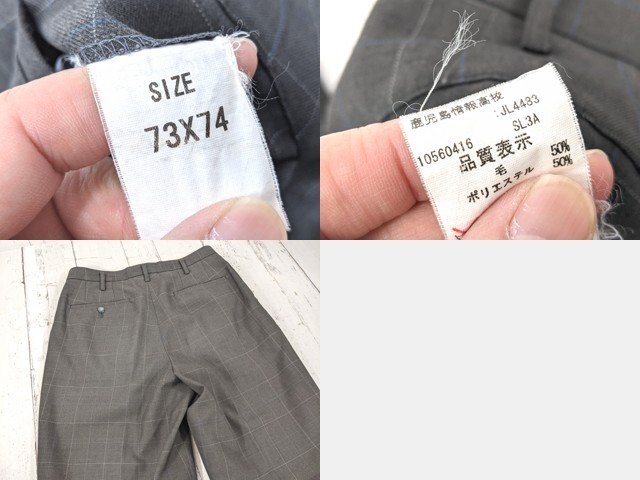 SIZE
73X74
鹿児島情報高校
JL4483
10560416 SL3A
品質表示
毛 50%
ポリエステル 50%